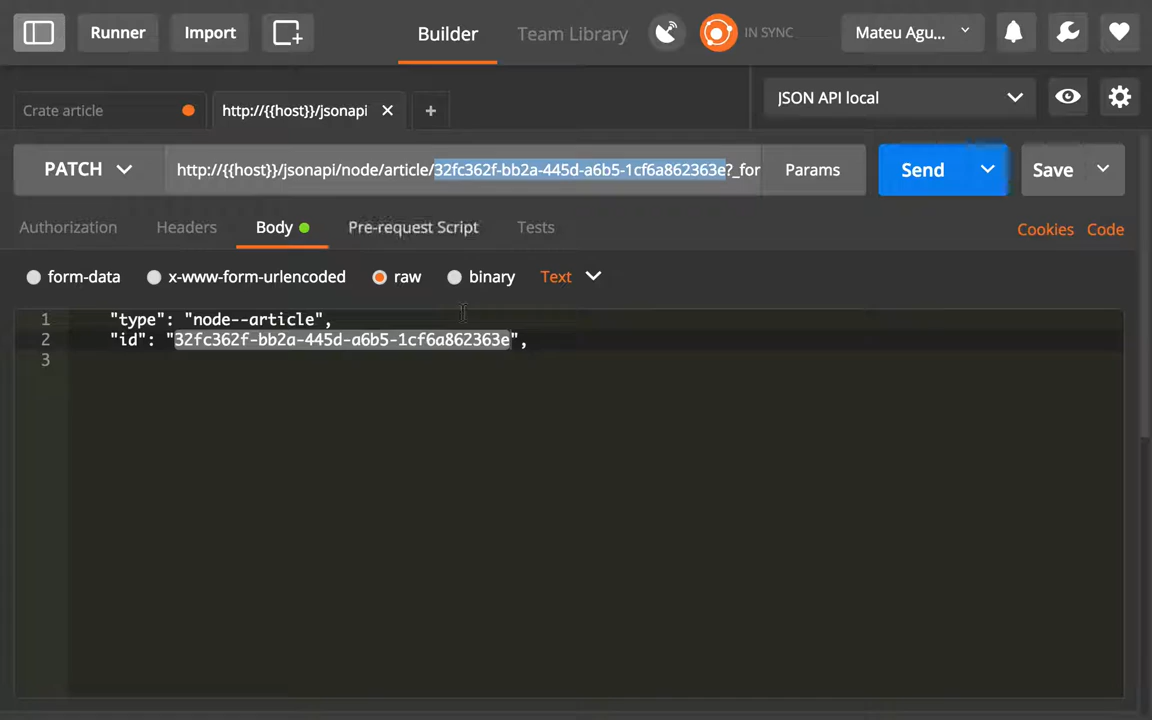 Runner
Import
Builder
Team Library
IN SYNC
Mateu Agu...
Crate article
http://{{host}}/jsonapi
JSON API local
PATCH
http://{{host}}/jsonapi/node/article/32fc362f-bb2a-445d-a6b5-1cf6a862363e?_for
Params
Send
Save
Authorization
Headers
Body
Pre-request Script
Tests
Cookies
Code
form-data
x-www-form-urlencoded
raw
binary
Text
1 "type": "node--article",
2 "id": "32fc362f-bb2a-445d-a6b5-1cf6a862363e",
3